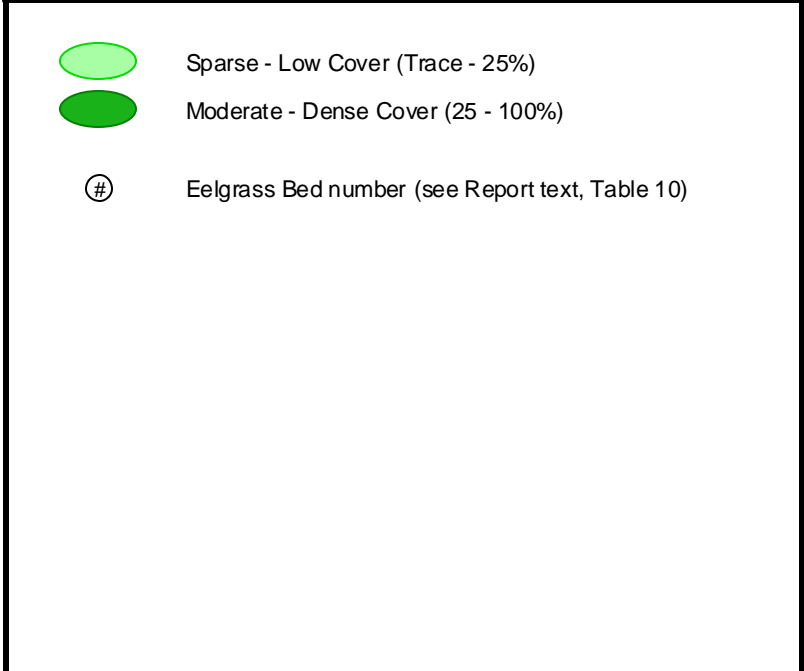 Sparse - Low Cover (Trace - 25%)
Moderate - Dense Cover (25 - 100%)
# Eelgrass Bed number (see Report text, Table 10)